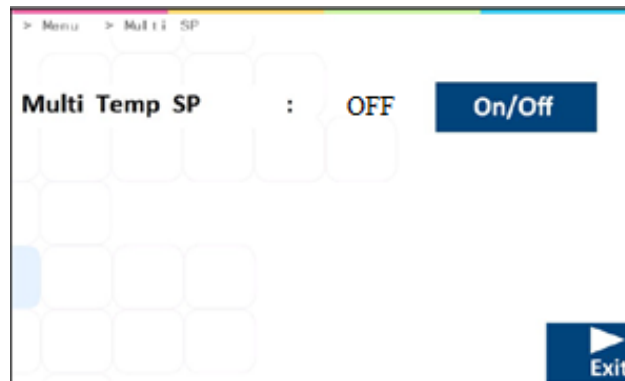 > Menu > Multi SP
Multi Temp SP : OFF On/Off
Exit